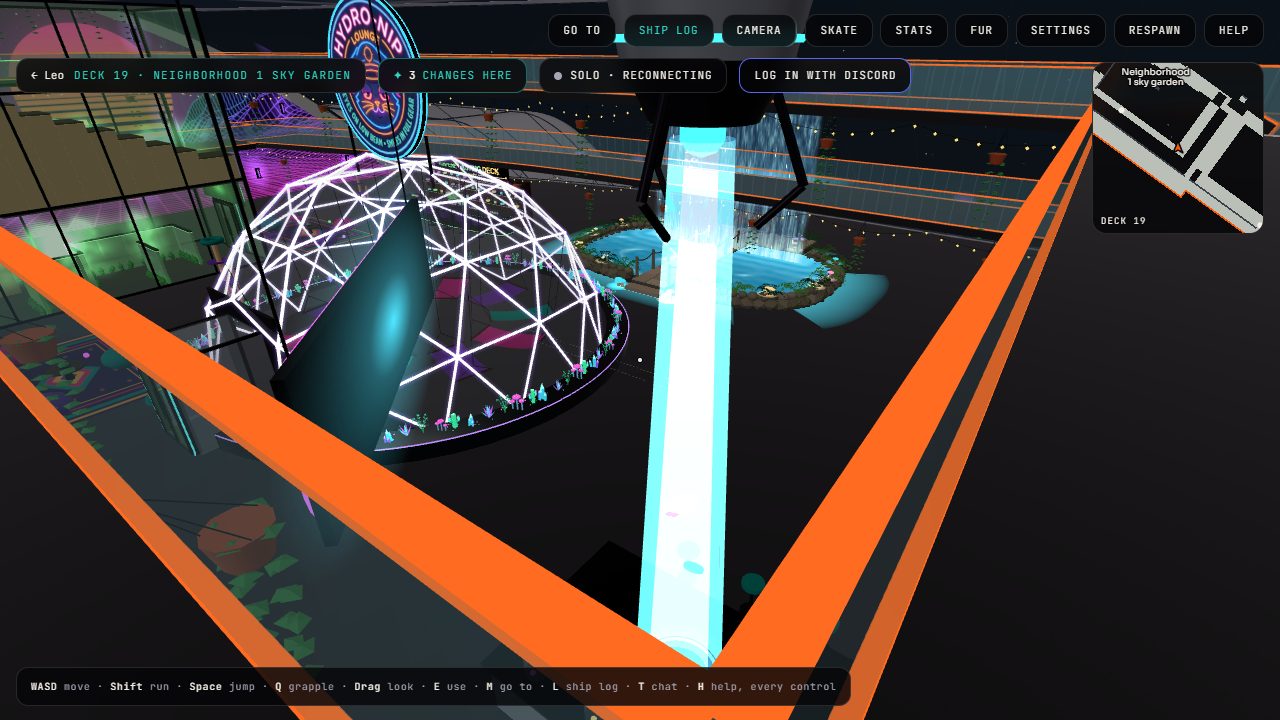 GO TO
SHIP LOG
CAMERA
SKATE
STATS
FUR
SETTINGS
RESPAWN
HELP
← Leo DECK 19 · NEIGHBORHOOD 1 SKY GARDEN
✦ 3 CHANGES HERE
SOLO · RECONNECTING
LOG IN WITH DISCORD
Neighborhood
1 sky garden
DECK 19
HYDRO-NIP
LOUNGE
DECK
WASD move · Shift run · Space jump · Q grapple · Drag look · E use · M go to · L ship log · T chat · H help, every control